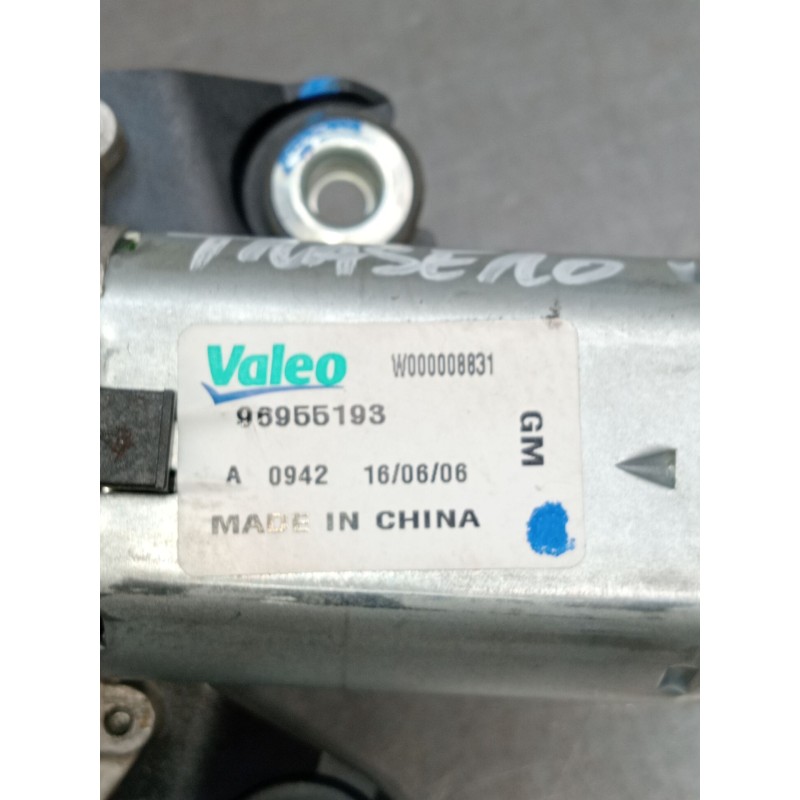 TRASERO
Valeo W000008831
96955193
GM
A 0942 16/06/06
MADE IN CHINA